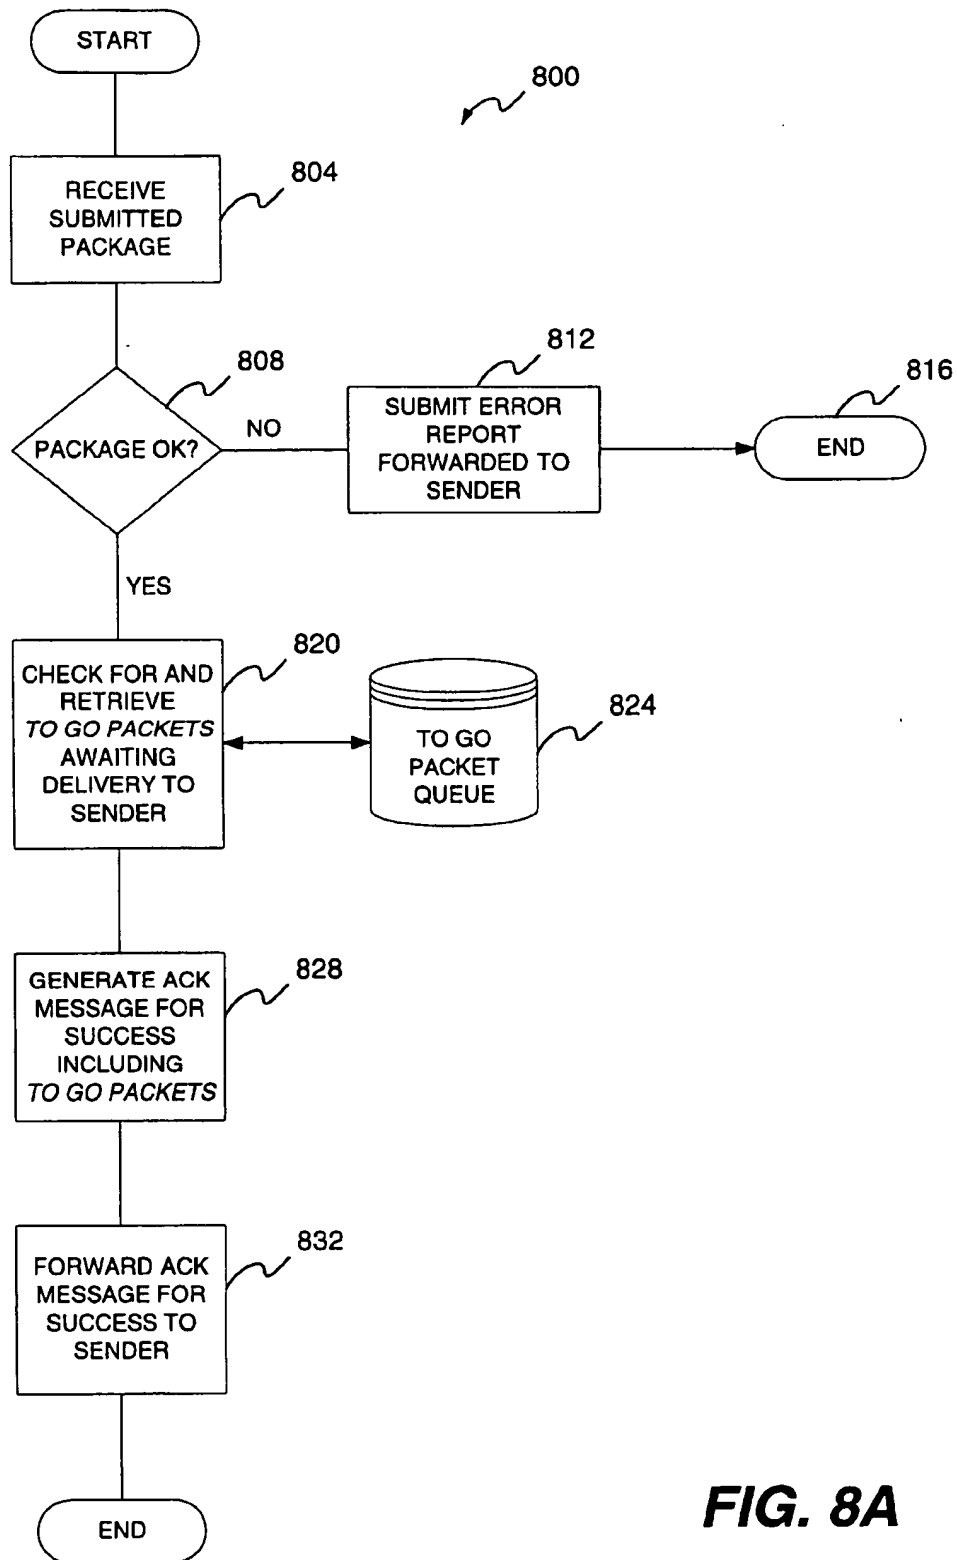 START
800
804
RECEIVE
SUBMITTED
PACKAGE
808
PACKAGE OK?
NO
812
SUBMIT ERROR
REPORT
FORWARDED TO
SENDER
816
END
YES
820
CHECK FOR AND
RETRIEVE
TO GO PACKETS
AWAITING
DELIVERY TO
SENDER
824
TO GO
PACKET
QUEUE
828
GENERATE ACK
MESSAGE FOR
SUCCESS
INCLUDING
TO GO PACKETS
832
FORWARD ACK
MESSAGE FOR
SUCCESS TO
SENDER
END
FIG. 8A